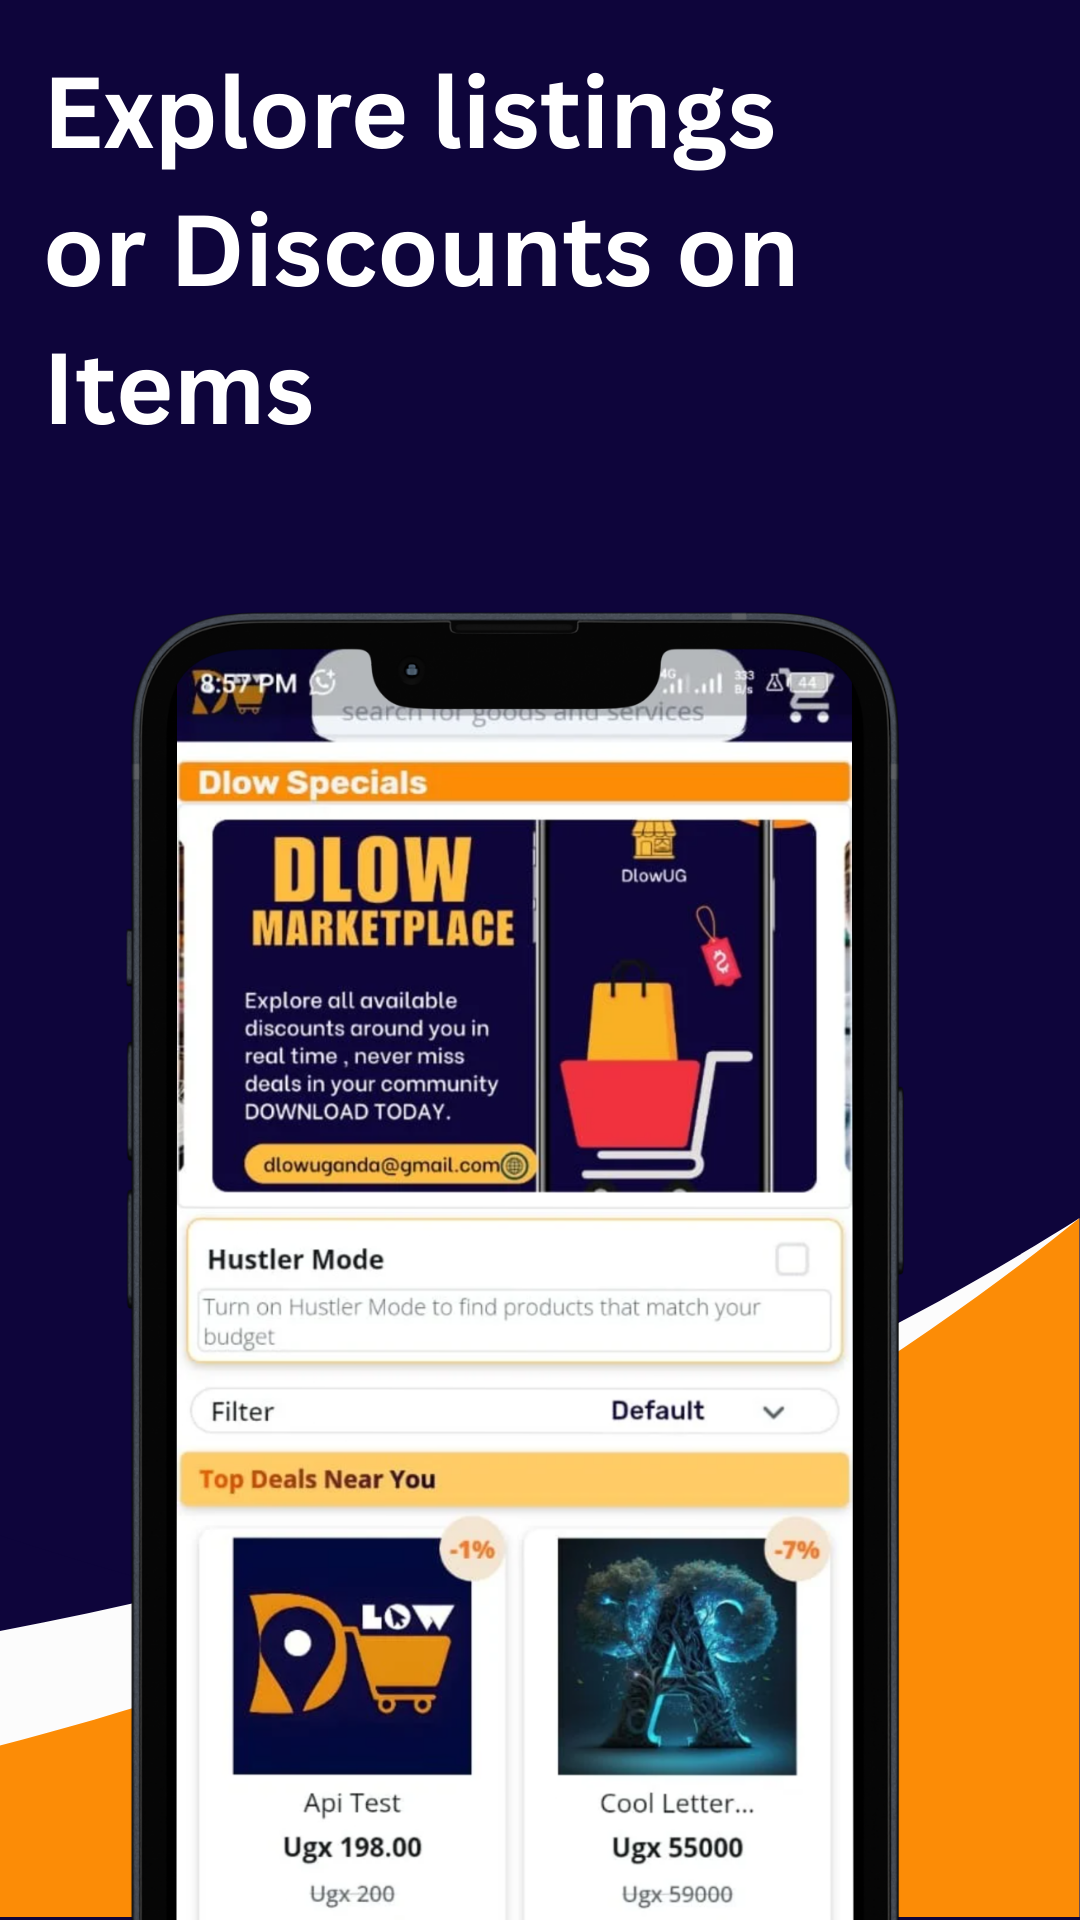 Explore listings
or Discounts on
Items
8:57 PM
4G
333
B/s
44
search for goods and services
Dlow Specials
DLOW
MARKETPLACE
DlowUG
Explore all available
discounts around you in
real time , never miss
deals in your community
DOWNLOAD TODAY.
dlowuganda@gmail.com
Hustler Mode
Turn on Hustler Mode to find products that match your
budget
Filter
Default
Top Deals Near You
-1%
-7%
LOW
Api Test
Cool Letter...
Ugx 198.00
Ugx 55000
Ugx 200
Ugx 59000